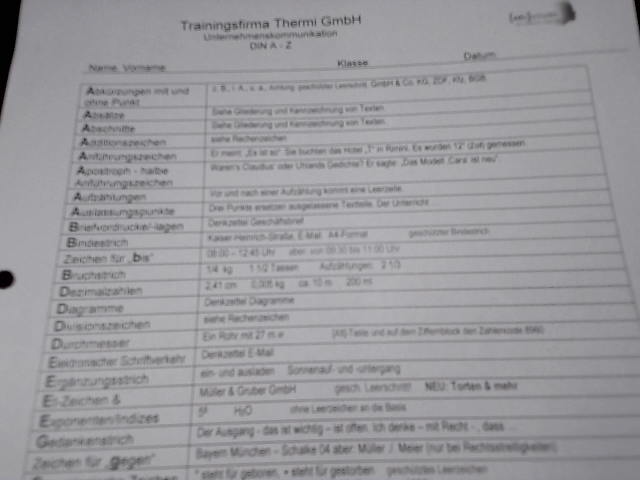 Trainingsfirma Thermi GmbH
Unternehmenskommunikation
DIN A - Z
Name, Vorname Klasse Datum
Abkürzungen mit und ohne Punkt z. B., i. A., u. a., Achtung: geschütztes Leerschritt, GmbH & Co. KG, ZDF, KN, BGB
Absätze Siehe Gliederung und Kennzeichnung von Texten.
Abschnitte Siehe Gliederung und Kennzeichnung von Texten.
Additionszeichen siehe Rechenzeichen
Anführungszeichen Er meint, „Es ist so“. Sie buchten das Hotel „T“ in Rimini. Es wurden 12“ (Zoll) gemessen.
Apostroph - halbe Anführungszeichen Waren's Claudius' oder Uhlands Gedichte? Er sagte: „Das Modell ‚Cara‘ ist neu“.
Aufzählungen Vor und nach einer Aufzählung kommt eine Leerzeile.
Auslassungspunkte Drei Punkte ersetzen ausgelassene Textteile. Der Unterricht ...
Briefvordrucke/-lagen Denkzettel Geschäftsbrief
Bindestrich Kaiser-Heinrich-Straße, E-Mail, A4-Format geschützter Bindestrich
Zeichen für „bis“ 08:00 – 12:45 Uhr aber: von 09:30 bis 11:00 Uhr
Bruchstrich 1/4 kg 1 1/2 Tassen Aufzählungen: 2 1/3
Dezimalzahlen 2,41 cm 0,005 kg ca. 10 m 200 ml
Diagramme Denkzettel Diagramme
Divisionszeichen siehe Rechenzeichen
Durchmesser Ein Rohr mit 27 m ø (Alt) Taste und auf dem Ziffernblock den Zahlenkode
Elektronischer Schriftverkehr Denkzettel E-Mail
Ergänzungsstrich ein- und ausladen Sonnenauf- und -untergang
Et-Zeichen & Müller & Gruber GmbH gesch. Leerschritt! NEU: Torten & mehr
Exponenten/Indizes 5² H₂O ohne Leerzeichen an die Basis
Gedankenstrich Der Ausgang - das ist wichtig – ist offen. Ich denke – mit Recht - , dass ...
Zeichen für „gegen“ Bayern München – Schalke 04 aber: Müller ./. Meier (nur bei Rechtsstreitigkeiten)
* steht für geboren, + steht für gestorben geschütztes Leerzeichen